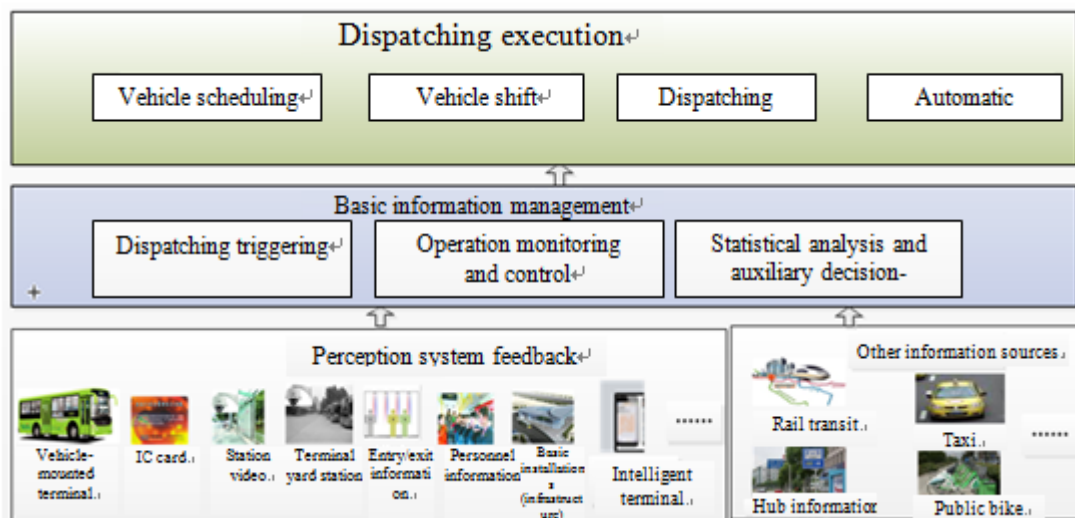 Dispatching execution
Vehicle scheduling
Vehicle shift
Dispatching
Automatic
Basic information management
Dispatching triggering
Operation monitoring
and control
Statistical analysis and
auxiliary decision-
Perception system feedback
Other information sources.
Vehicle-
mounted
terminal.
IC card.
Station
video.
Terminal
yard station
Entry/exit
informati
on.
Personnel
information
Basic
installation
s
(infrastruct
ure)
Intelligent
terminal.
......
Rail transit.
Taxi.
......
Hub information
Public bike.